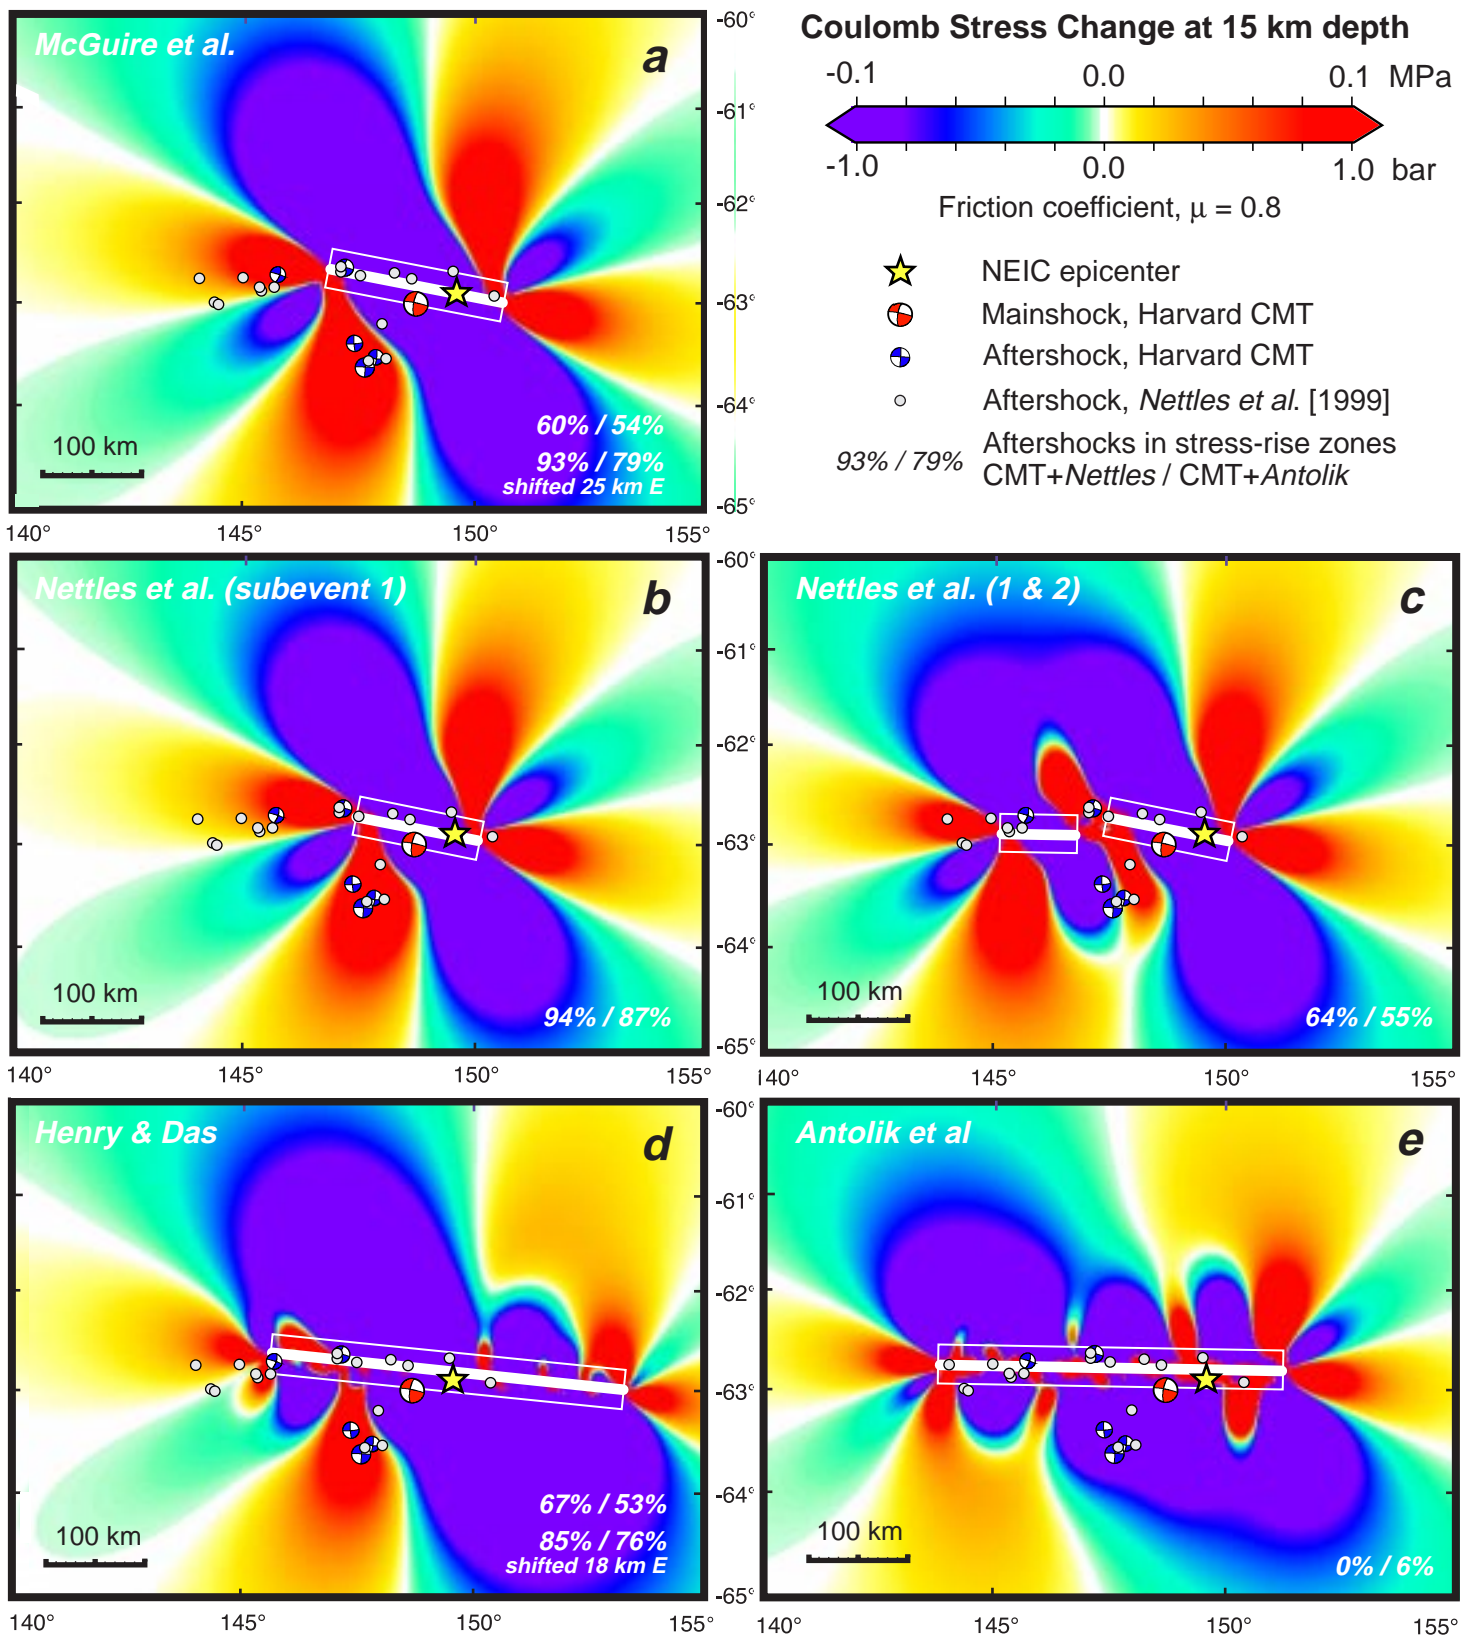 McGuire et al.
a
60% / 54%
93% / 79%
shifted 25 km E
100 km
-60°
-61°
-62°
-63°
-64°
-65°
140°
145°
150°
155°
Coulomb Stress Change at 15 km depth
-0.1 0.0 0.1 MPa
-1.0 0.0 1.0 bar
Friction coefficient, μ = 0.8
NEIC epicenter
Mainshock, Harvard CMT
Aftershock, Harvard CMT
Aftershock, Nettles et al. [1999]
93% / 79% Aftershocks in stress-rise zones
CMT+Nettles / CMT+Antolik
Nettles et al. (subevent 1)
b
94% / 87%
100 km
-60°
-61°
-62°
-63°
-64°
-65°
140°
145°
150°
155°
Nettles et al. (1 & 2)
c
64% / 55%
100 km
140°
145°
150°
155°
Henry & Das
d
67% / 53%
85% / 76%
shifted 18 km E
100 km
-60°
-61°
-62°
-63°
-64°
-65°
140°
145°
150°
155°
Antolik et al
e
0% / 6%
100 km
140°
145°
150°
155°